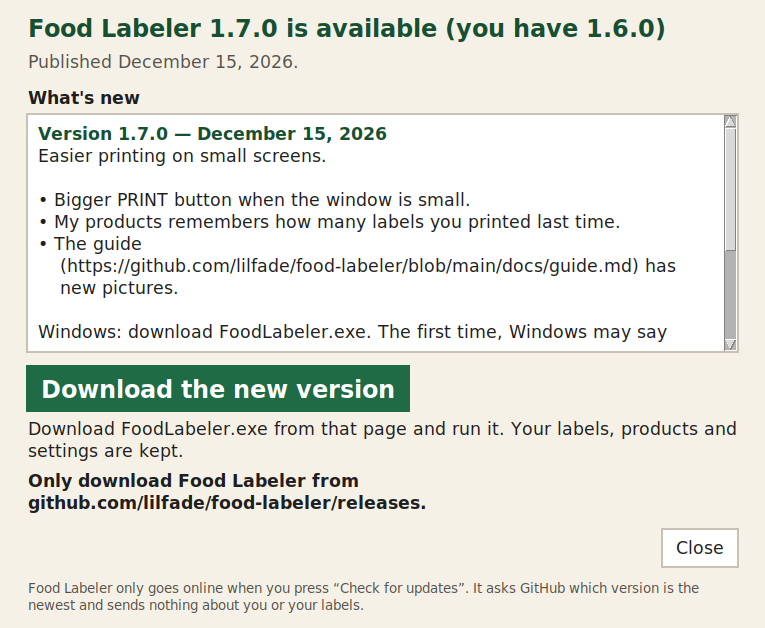 Food Labeler 1.7.0 is available (you have 1.6.0)
Published December 15, 2026.
What's new
Version 1.7.0 — December 15, 2026
Easier printing on small screens.
• Bigger PRINT button when the window is small.
• My products remembers how many labels you printed last time.
• The guide
(https://github.com/lilfade/food-labeler/blob/main/docs/guide.md) has
new pictures.
Windows: download FoodLabeler.exe. The first time, Windows may say
Download the new version
Download FoodLabeler.exe from that page and run it. Your labels, products and
settings are kept.
Only download Food Labeler from
github.com/lilfade/food-labeler/releases.
Close
Food Labeler only goes online when you press “Check for updates”. It asks GitHub which version is the
newest and sends nothing about you or your labels.